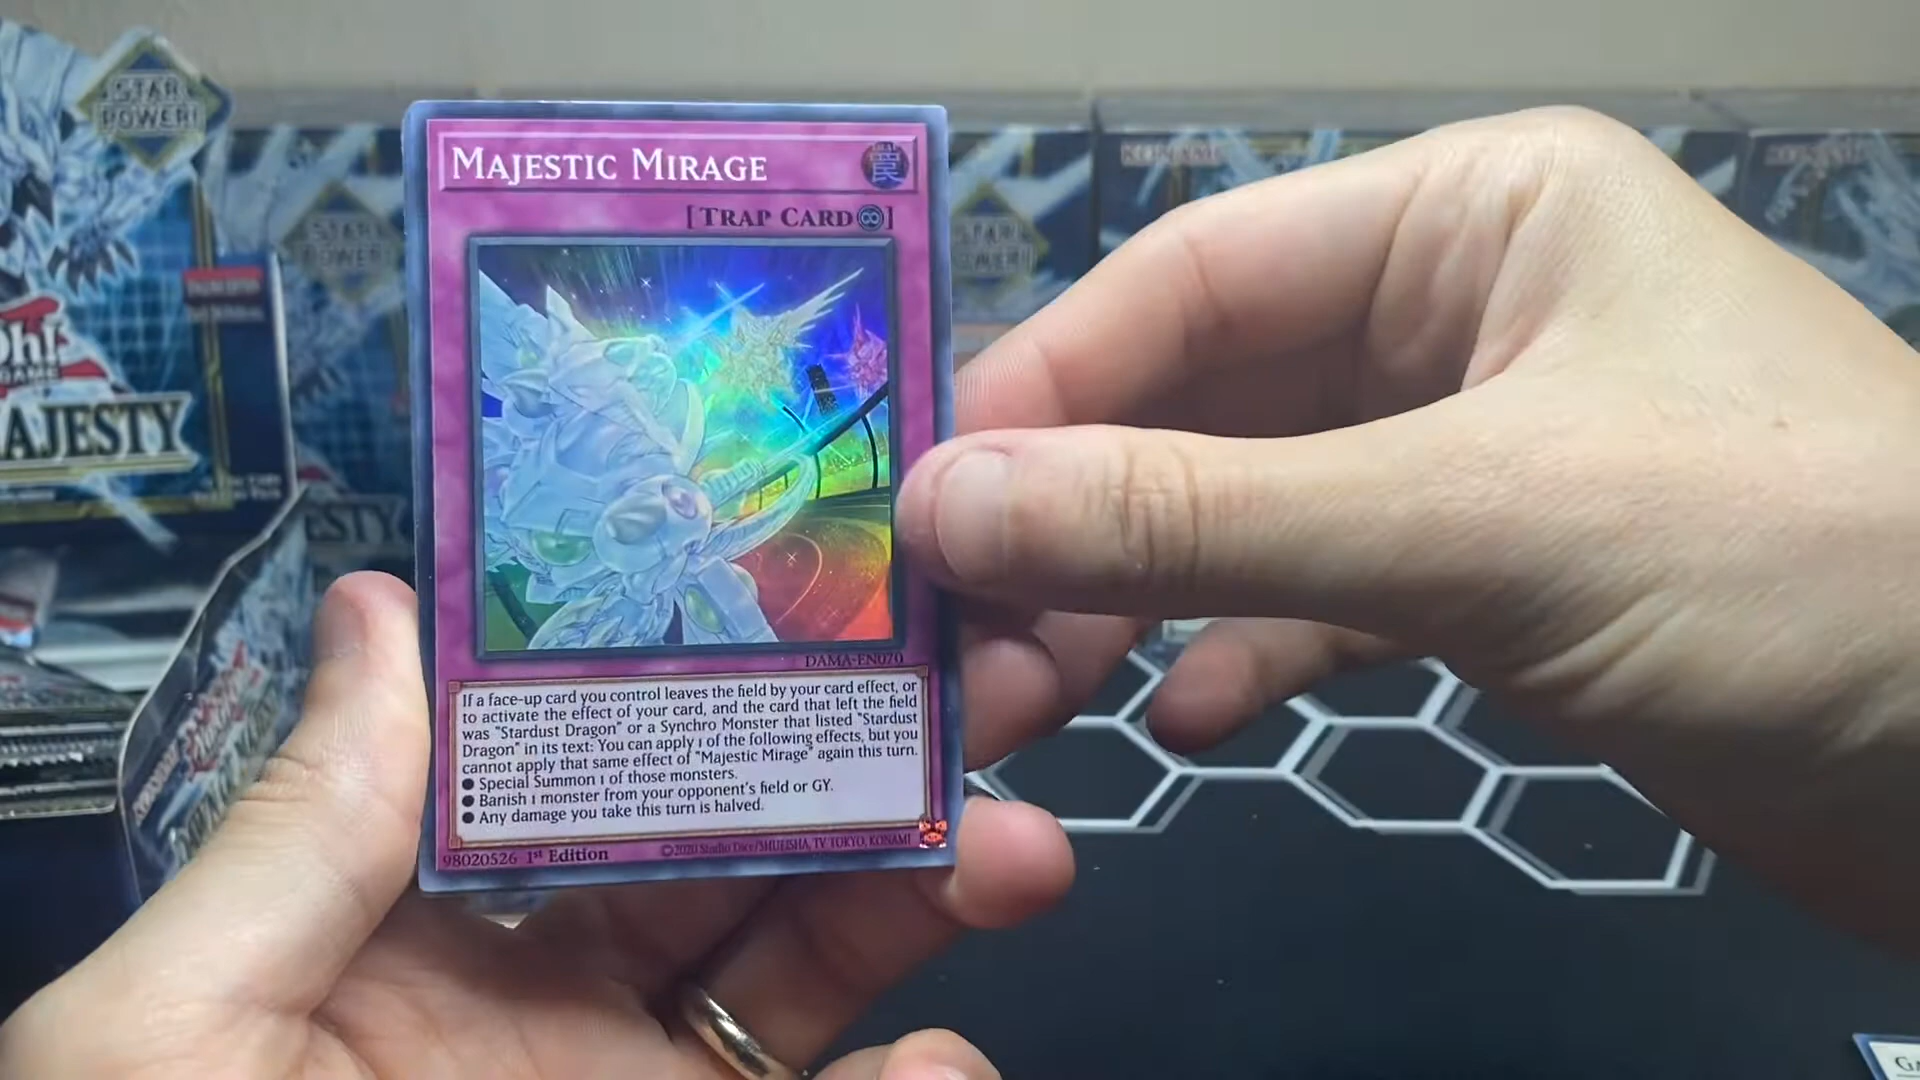 STAR
POWER!
MAJESTIC MIRAGE
[TRAP CARD]
DAMA-EN070
If a face-up card you control leaves the field by your card effect, or
to activate the effect of your card, and the card that left the field
was "Stardust Dragon" or a Synchro Monster that listed "Stardust
Dragon" in its text: You can apply 1 of the following effects, but you
cannot apply that same effect of "Majestic Mirage" again this turn.
● Special Summon 1 of those monsters.
● Banish 1 monster from your opponent's field or GY.
● Any damage you take this turn is halved.
98020526 1st Edition ©2020 Studio Dice/SHUEISHA, TV TOKYO, KONAMI
STAR
POWER!
STAR
POWER!
KONAMI
Oh!
GAME
AJESTY
ESTY
GA